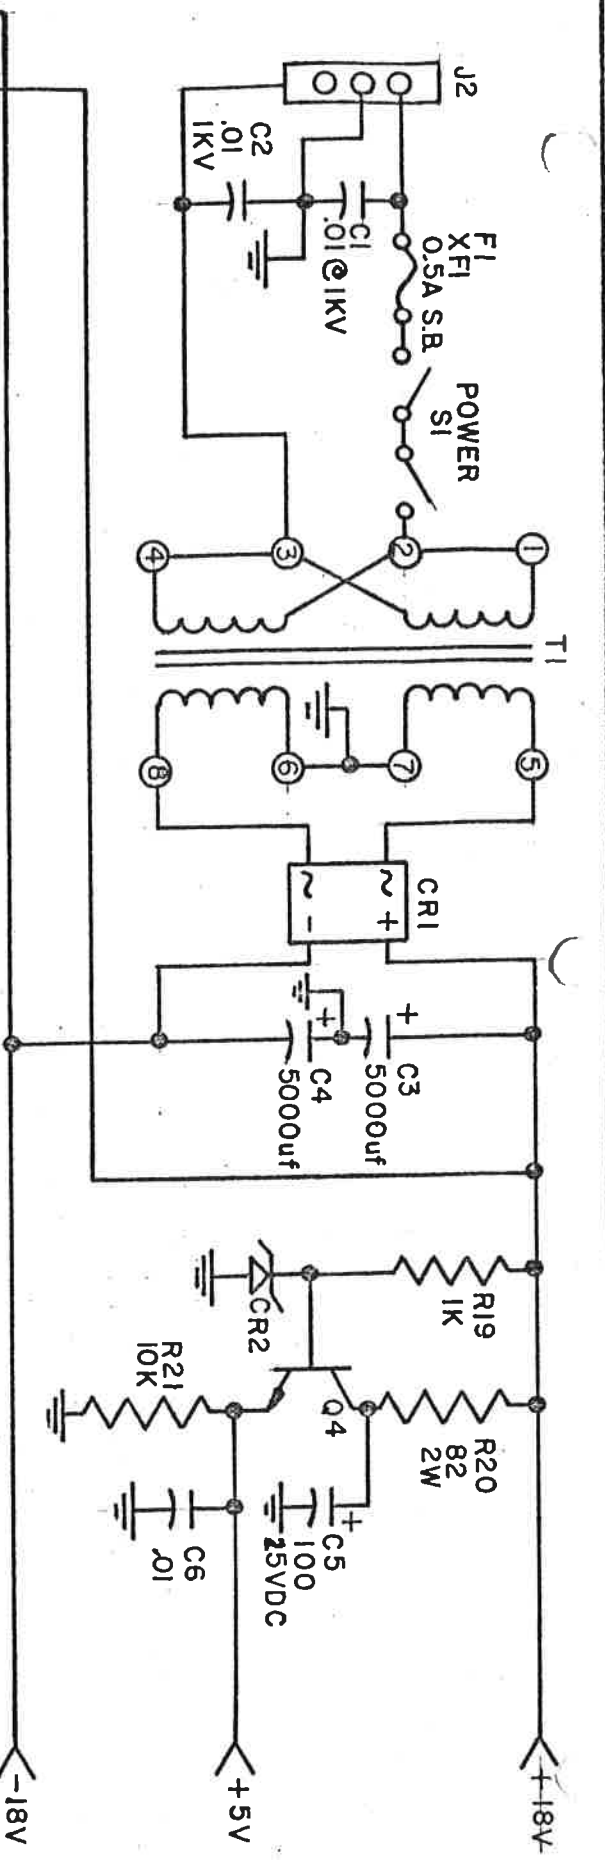 J2
C2
.01
1KV
C1
.01@1KV
F1
XF1
0.5A S.B.
POWER
S1
1
2
3
4
T1
5
7
6
8
CR1
~ +
~ -
+
C3
5000uf
+
C4
5000uf
R19
1K
CR2
Q4
R20
82
2W
R21
10K
+
C5
100
25VDC
C6
.01
+18V
+5V
-18V